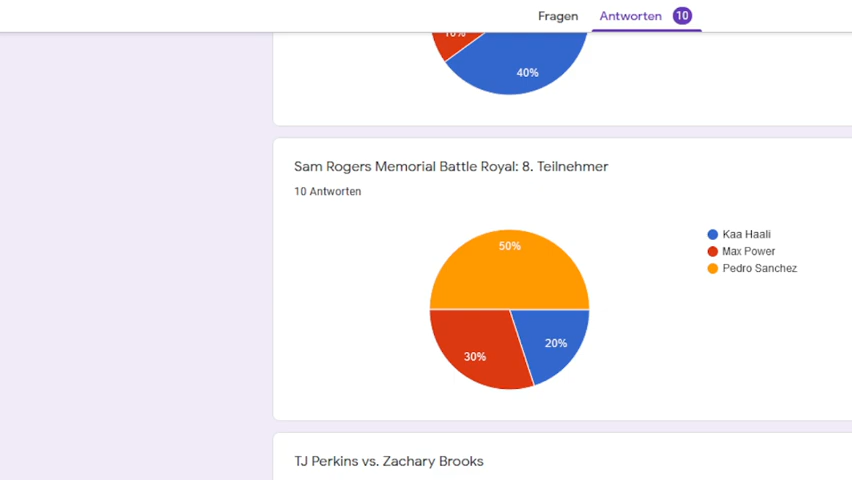 Fragen
Antworten 10
10%
40%
Sam Rogers Memorial Battle Royal: 8. Teilnehmer
10 Antworten
50%
Kaa Haali
Max Power
Pedro Sanchez
20%
30%
TJ Perkins vs. Zachary Brooks